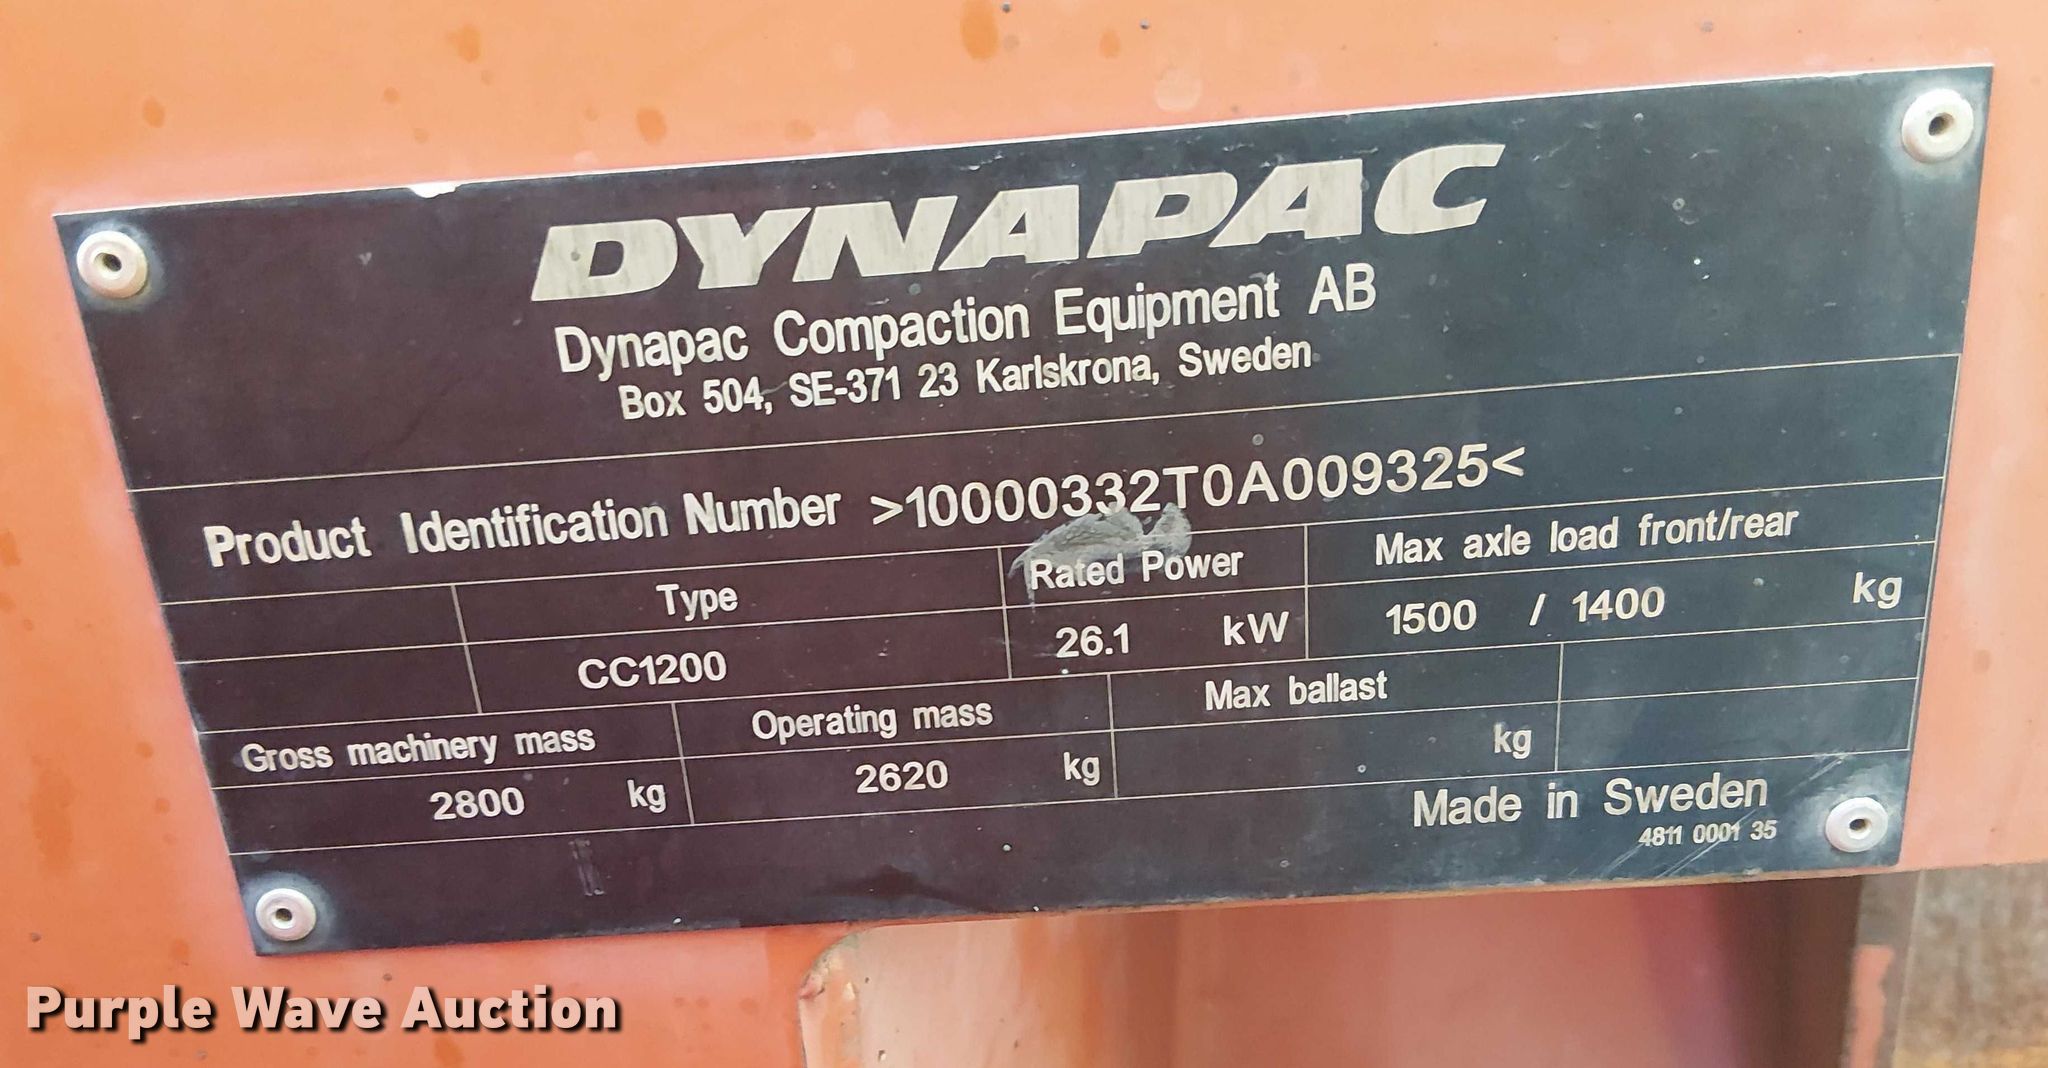 DYNAPAC
Dynapac Compaction Equipment AB
Box 504, SE-371 23 Karlskrona, Sweden
Product Identification Number >10000332T0A009325<
Type Rated Power Max axle load front/rear
CC1200 26.1 kW 1500 / 1400 kg
Gross machinery mass Operating mass Max ballast
2800 kg 2620 kg kg
Made in Sweden
4811 0001 35
Purple Wave Auction